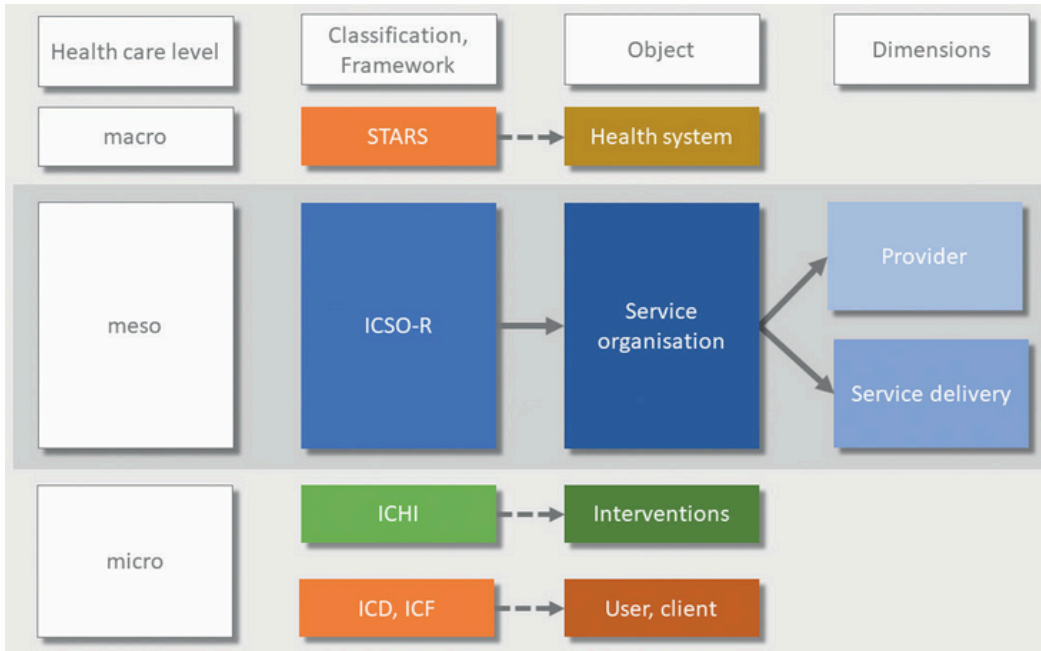 Health care level
Classification,
Framework
Object
Dimensions
macro
STARS
Health system
meso
ICSO-R
Service
organisation
Provider
Service delivery
micro
ICHI
Interventions
ICD, ICF
User, client